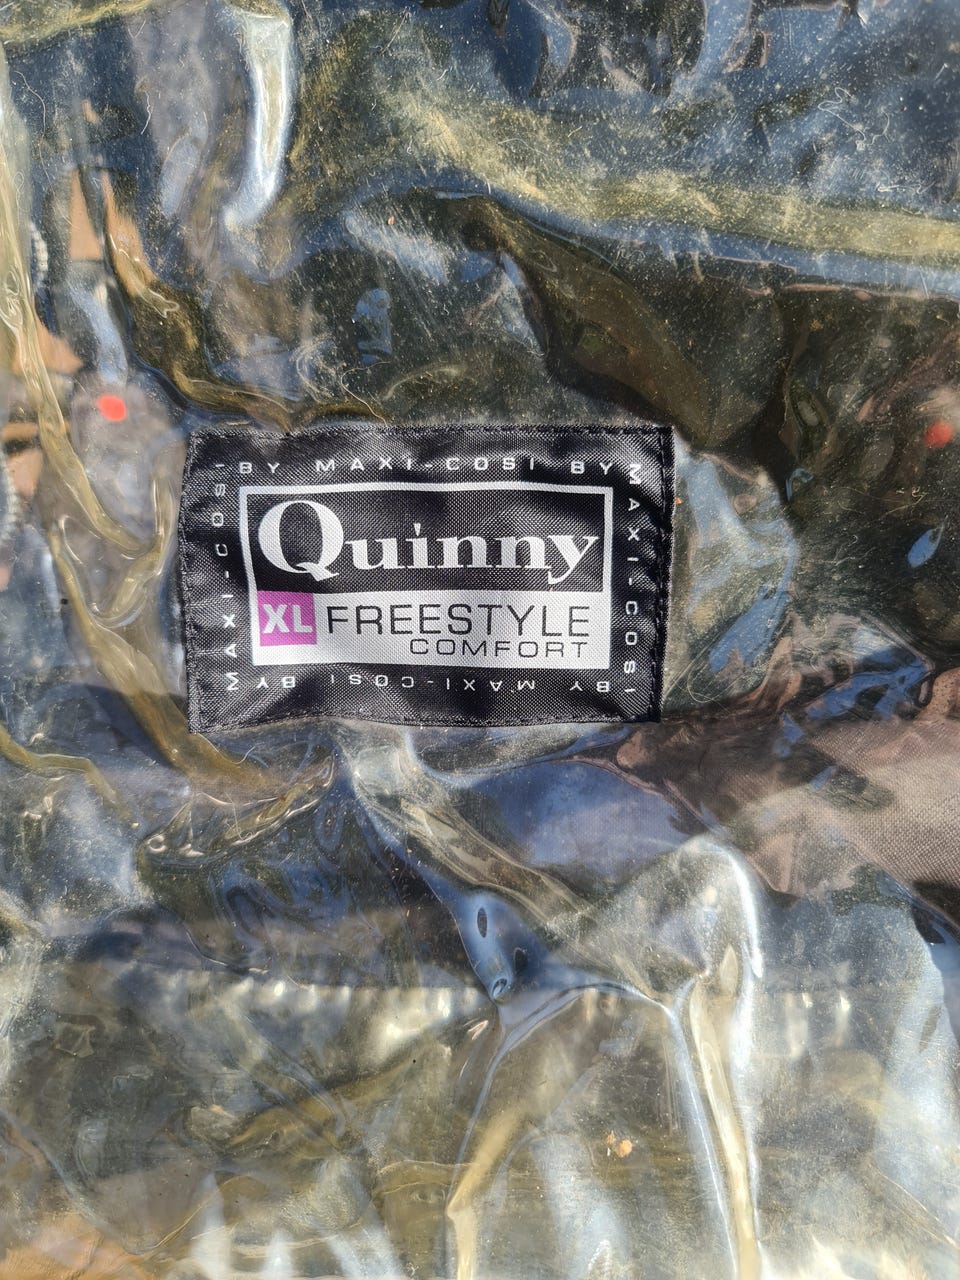 -BY MAXI-COSI BY
MAXI-COSI
Quinny
XL FREESTYLE
COMFORT
MAXI-COSI
BY MAXI-COSI BY